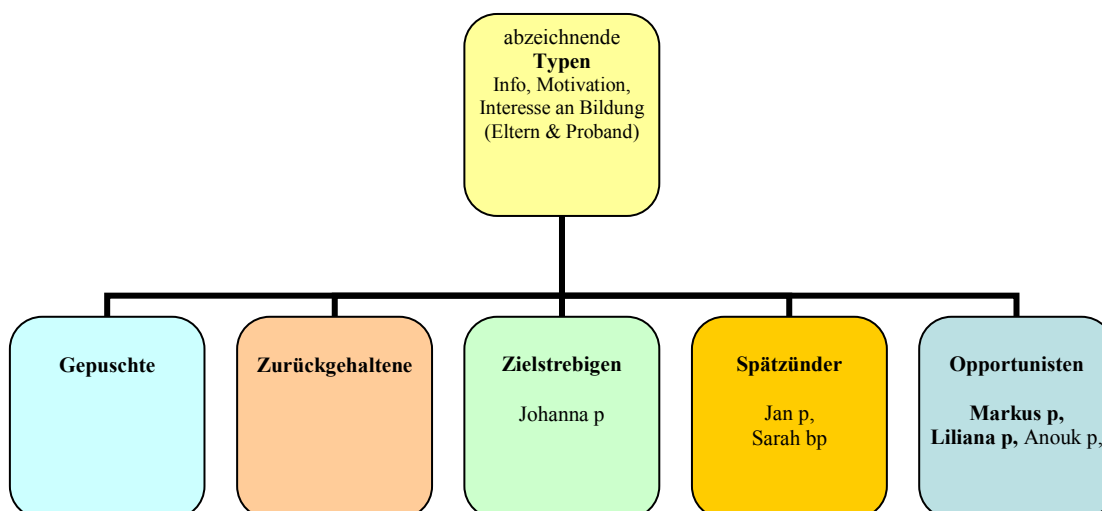 abzeichnende
Typen
Info, Motivation,
Interesse an Bildung
(Eltern & Proband)
Gepuschte
Zurückgehaltene
Zielstrebigen
Johanna p
Spätzünder
Jan p,
Sarah bp
Opportunisten
Markus p,
Liliana p, Anouk p,